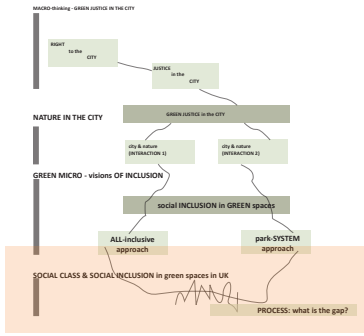 MACRO-thinking - GREEN JUSTICE IN THE CITY
RIGHT
to the
CITY
JUSTICE
in the
CITY
GREEN JUSTICE in the CITY
NATURE IN THE CITY
city & nature
(INTERACTION 1)
city & nature
(INTERACTION 2)
GREEN MICRO - visions OF INCLUSION
social INCLUSION in GREEN spaces
ALL-inclusive
approach
park-SYSTEM
approach
SOCIAL CLASS & SOCIAL INCLUSION in green spaces in UK
PROCESS: what is the gap?